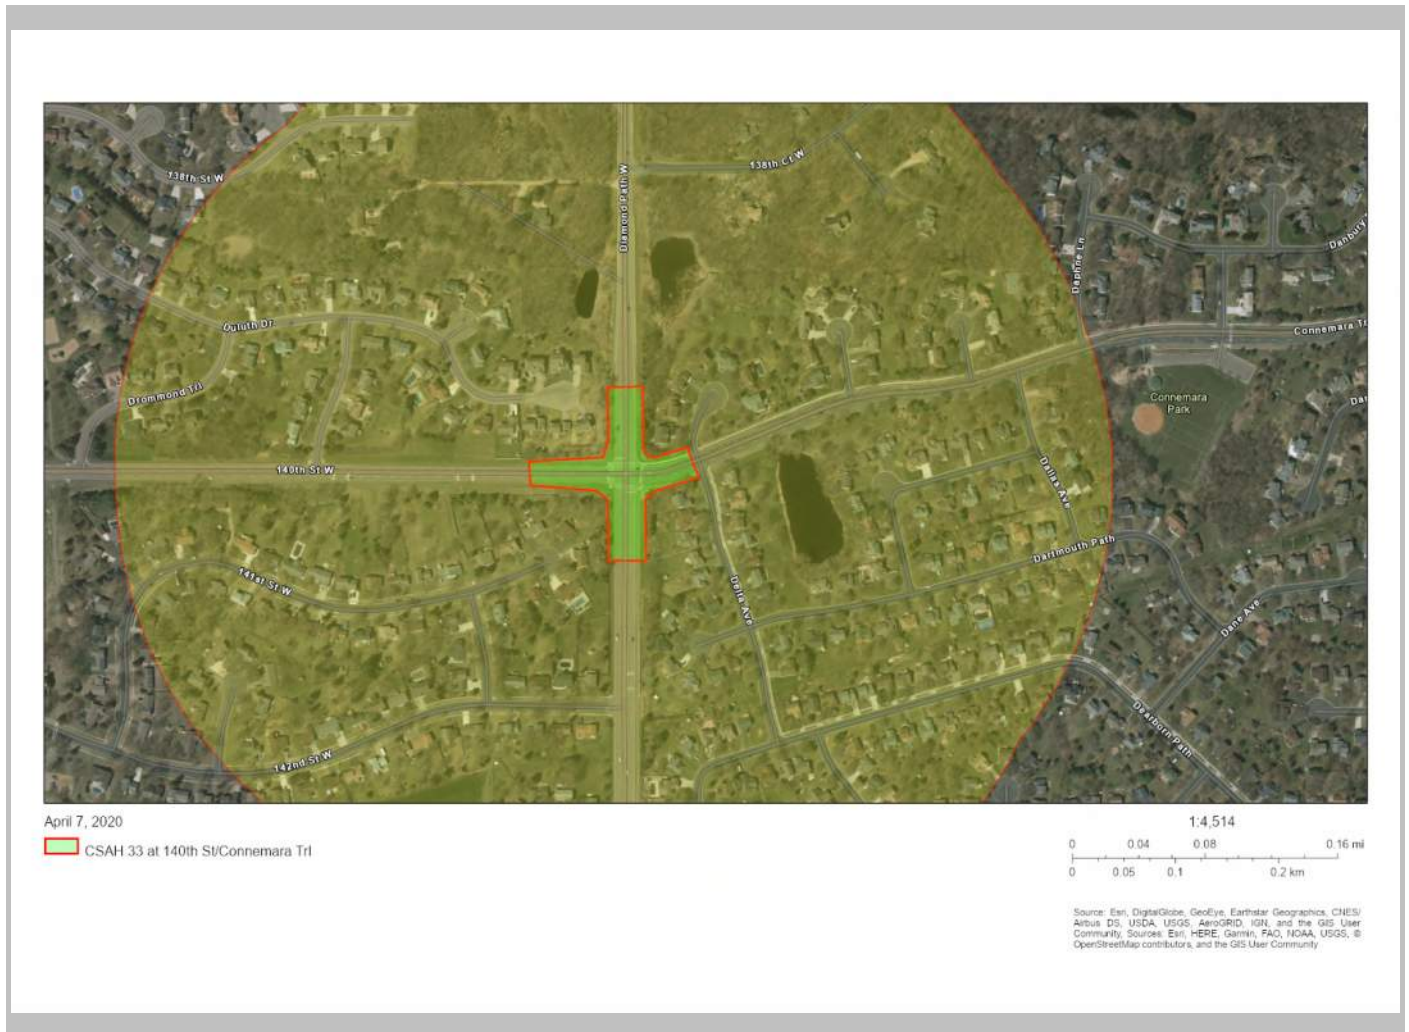 138th St W
Diamond Path W
138th Ct W
Danbury
Daphne Ln
Duluth Dr
Connemara Tr
Drommond Trl
Connemara
Park
Da
140th St W
Dallas Ave
Dartmouth Path
141st St W
Delta Ave
Dane Ave
Dearborn Path
142nd St W
April 7, 2020
CSAH 33 at 140th St/Connemara Trl
1:4,514
0 0.04 0.08 0.16 mi
0 0.05 0.1 0.2 km
Source: Esri, DigitalGlobe, GeoEye, Earthstar Geographics, CNES/
Airbus DS, USDA, USGS, AeroGRID, IGN, and the GIS User
Community, Sources: Esri, HERE, Garmin, FAO, NOAA, USGS, ©
OpenStreetMap contributors, and the GIS User Community